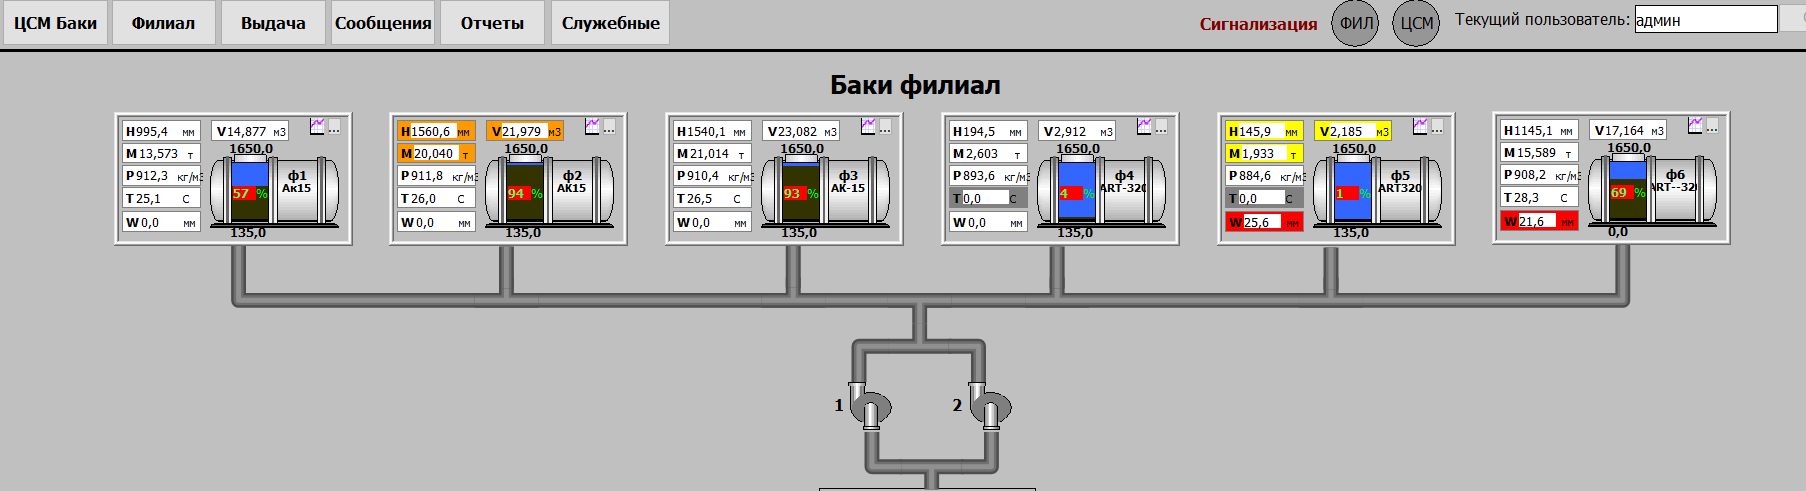 ЦСМ Баки Филиал Выдача Сообщения Отчеты Служебные Сигнализация ФИЛ ЦСМ Текущий пользователь: админ
Баки филиал
H 995,4 мм V 14,877 м3 ...
1650,0
M 13,573 т
P 912,3 кг/м3
ф1
АК15
57 %
T 25,1 С
W 0,0 мм
135,0
H 1560,6 мм V 21,979 м3 ...
1650,0
M 20,040 т
P 911,8 кг/м3
ф2
АК15
94 %
T 26,0 С
W 0,0 мм
135,0
H 1540,1 мм V 23,082 м3 ...
1650,0
M 21,014 т
P 910,4 кг/м3
ф3
АК-15
93 %
T 26,5 С
W 0,0 мм
135,0
H 194,5 мм V 2,912 м3 ...
1650,0
M 2,603 т
P 893,6 кг/м3
ф4
ART-320
4 %
T 0,0 С
W 0,0 мм
135,0
H 145,9 мм V 2,185 м3 ...
1650,0
M 1,933 т
P 884,6 кг/м3
ф5
ART320
1 %
T 0,0 С
W 25,6 мм
135,0
H 1145,1 мм V 17,164 м3 ...
1650,0
M 15,589 т
P 908,2 кг/м3
ф6
ART--320
69 %
T 28,3 С
W 21,6 мм
0,0
1 2